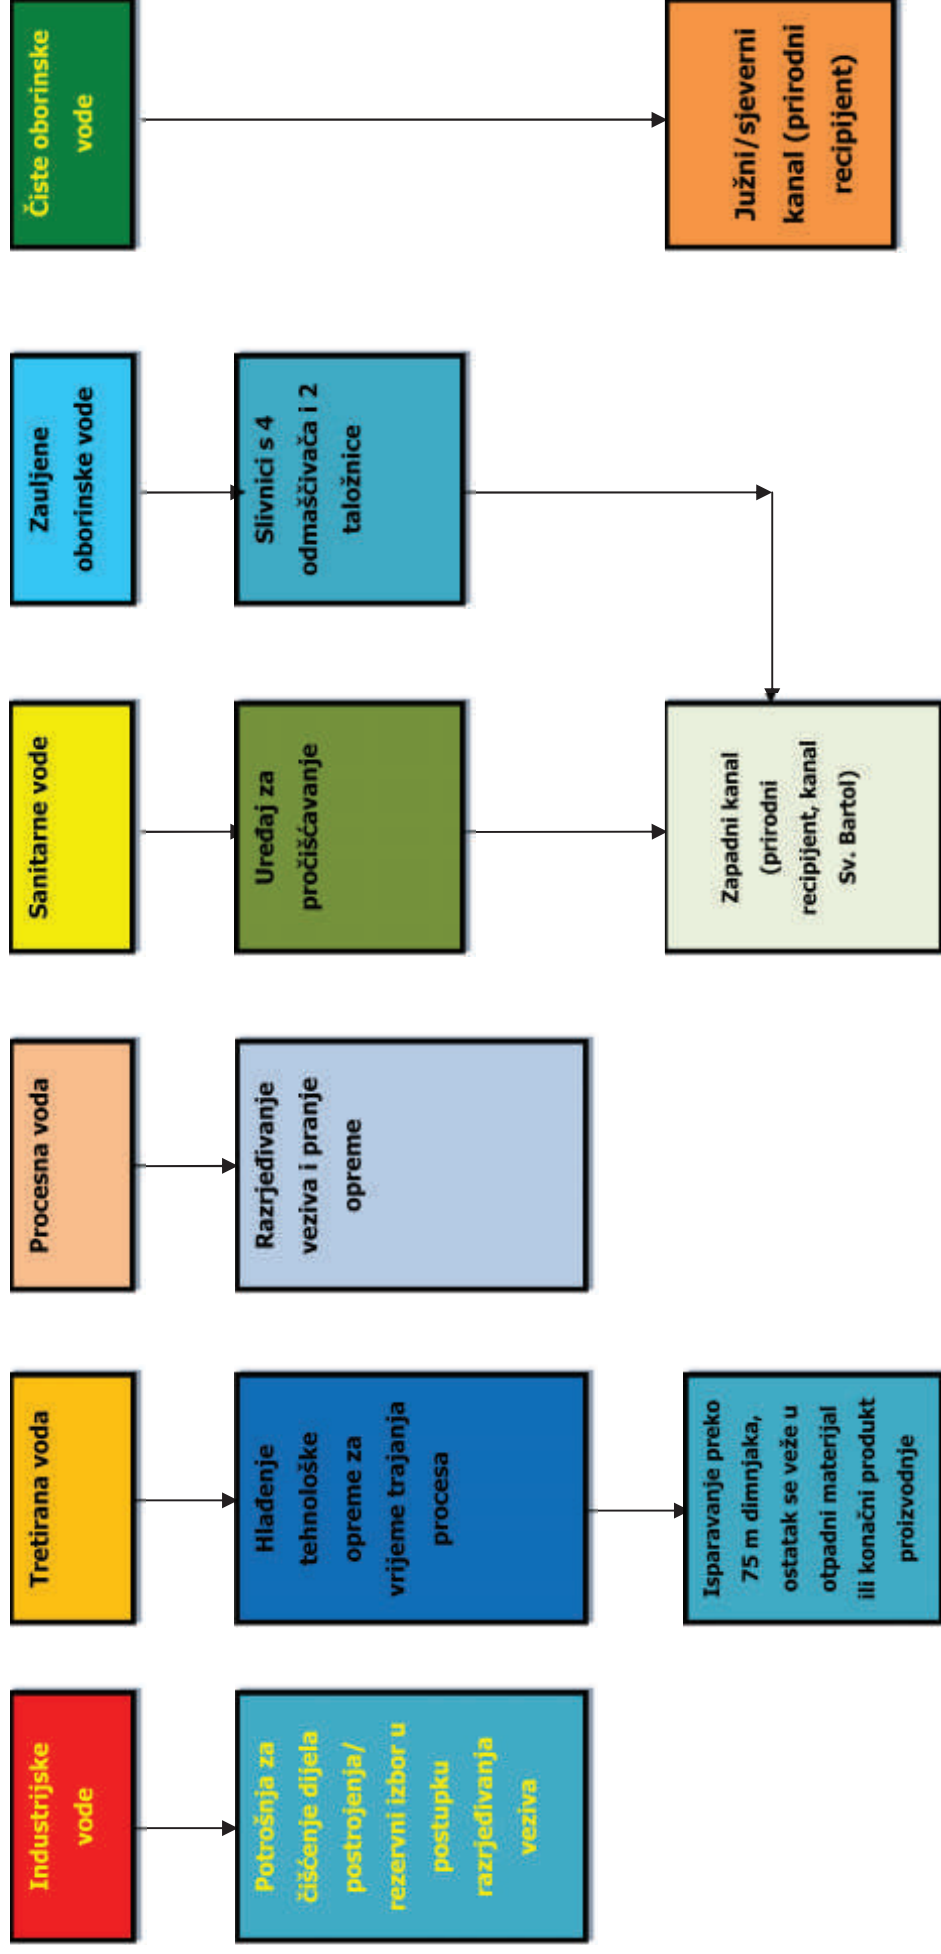 Industrijske
vode
Tretirana voda
Procesna voda
Sanitarne vode
Zauljene
oborinske vode
Čiste oborinske
vode
Potrošnja za
čišćenje dijela
postrojenja/
rezervni izbor u
postupku
razrjeđivanja
veziva
Hlađenje
tehnološke
opreme za
vrijeme trajanja
procesa
Razrjeđivanje
veziva i pranje
opreme
Uređaj za
pročišćavanje
Slivnici s 4
odmaščivača i 2
taložnice
Isparavanje preko
75 m dimnjaka,
ostatak se veže u
otpadni materijal
ili konačni produkt
proizvodnje
Zapadni kanal
(prirodni
recipijent, kanal
Sv. Bartol)
Južni/sjeverni
kanal (prirodni
recipijent)